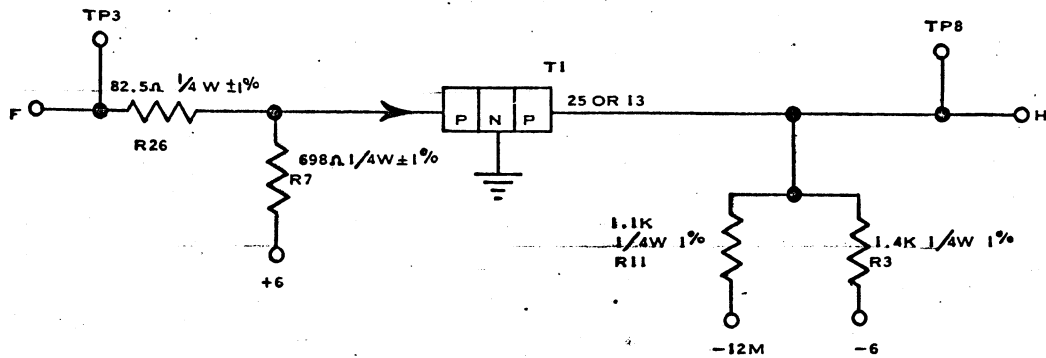 TP3
TP8
82.5Ω 1/4 W ±1%
T1
F
25 OR 13
P N P
H
R26
698Ω 1/4W ±1%
R7
1.1K
1/4W 1%
R11
1.4K 1/4W 1%
R3
+6
-12M
-6